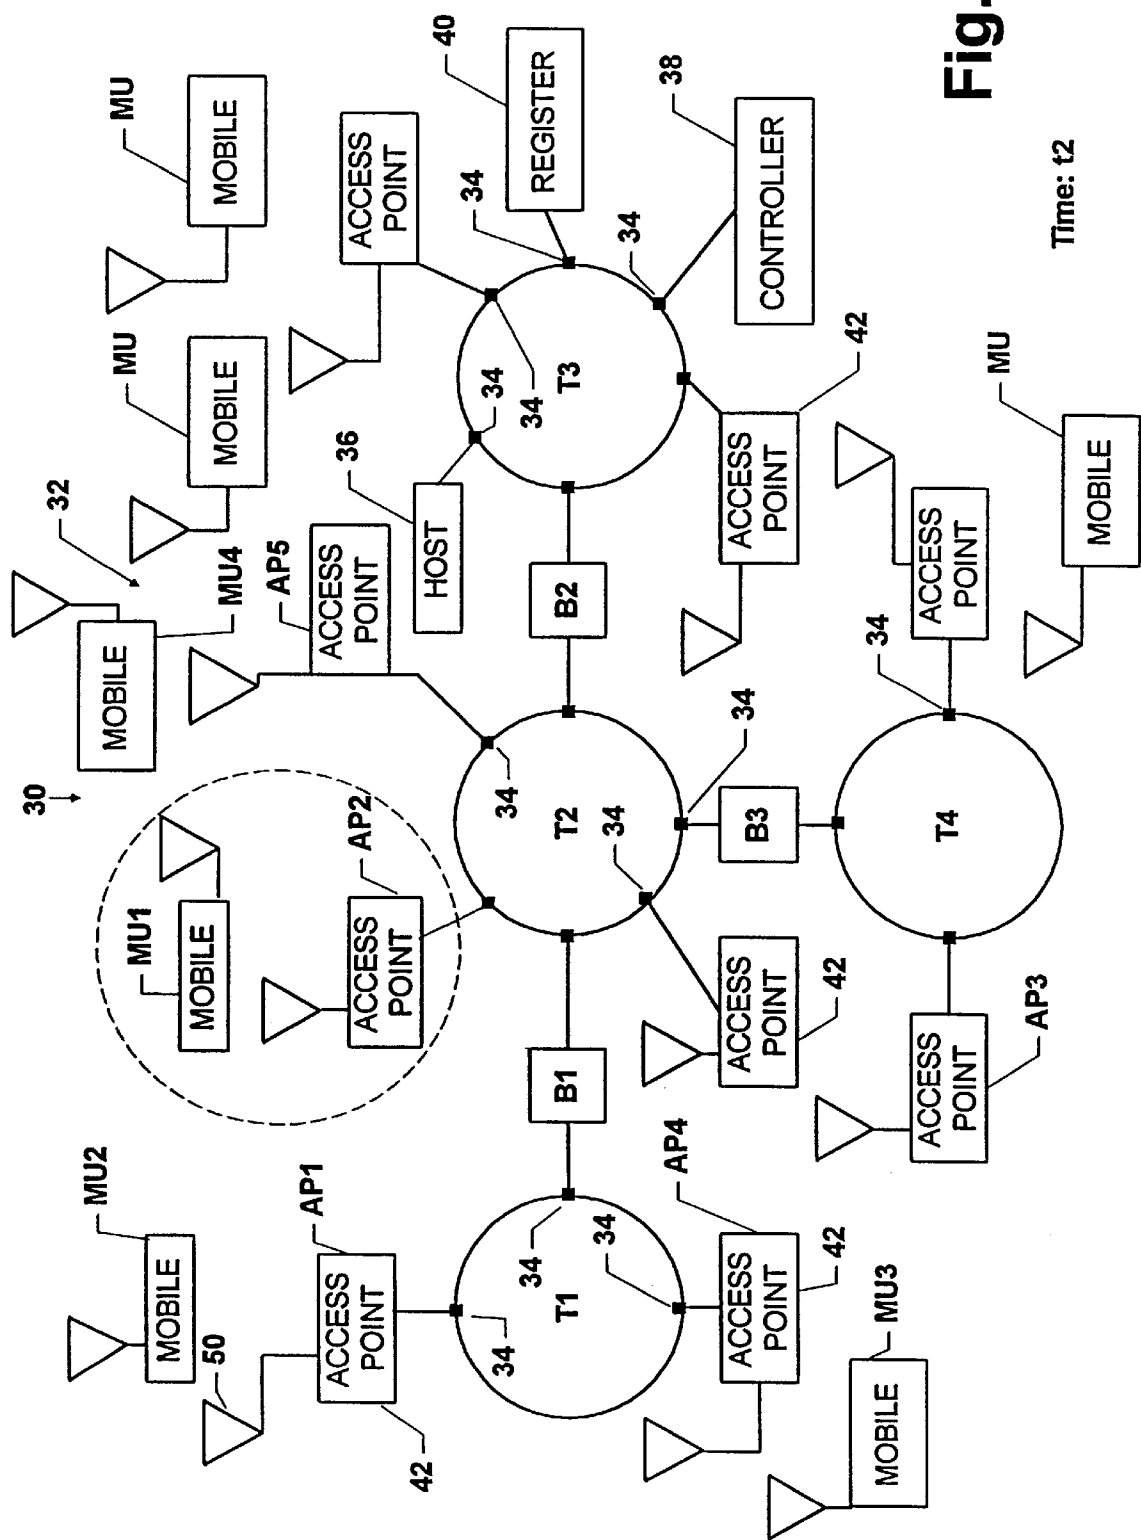 30
32
MU4
MOBILE
MU
MOBILE
MU
MOBILE
MU2
MOBILE
50
MU1
MOBILE
AP1
ACCESS
POINT
42
AP2
ACCESS
POINT
AP5
ACCESS
POINT
36
HOST
ACCESS
POINT
40
REGISTER
34
34
T1
34
34
B1
34
T2
34
34
B2
34
34
T3
34
34
38
CONTROLLER
AP4
ACCESS
POINT
42
MU3
MOBILE
ACCESS
POINT
42
B3
ACCESS
POINT
42
AP3
ACCESS
POINT
T4
34
ACCESS
POINT
MU
MOBILE
Time: t2
Fig.